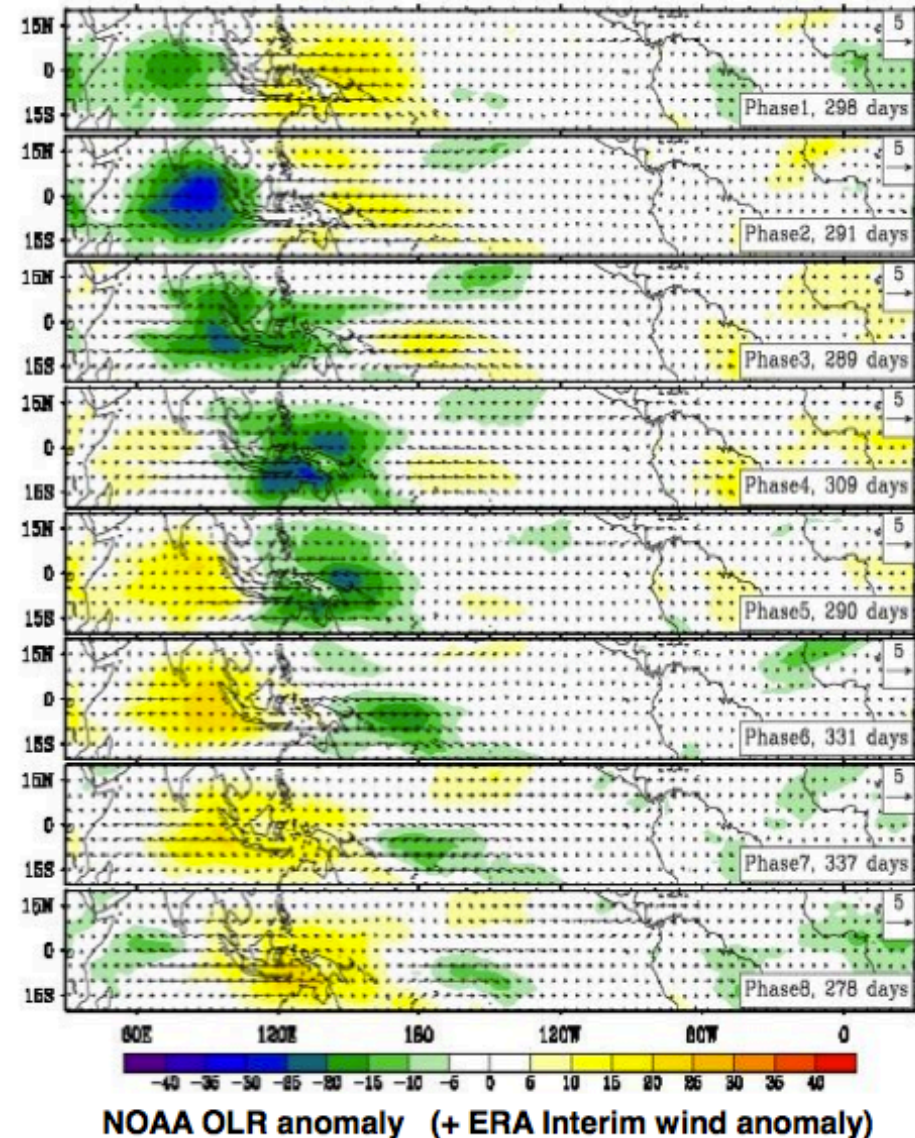 15N
0
15S
5
Phase1, 298 days
15N
0
15S
5
Phase2, 291 days
15N
0
15S
5
Phase3, 289 days
15N
0
15S
5
Phase4, 309 days
15N
0
15S
5
Phase5, 290 days
15N
0
15S
5
Phase6, 331 days
15N
0
15S
5
Phase7, 337 days
15N
0
15S
5
Phase8, 278 days
60E 120E 180 120W 60W 0
-40 -35 -30 -25 -20 -15 -10 -5 0 5 10 15 20 25 30 35 40
NOAA OLR anomaly (+ ERA Interim wind anomaly)